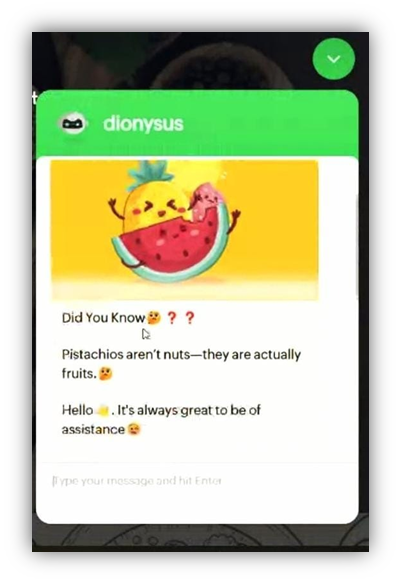 t
dionysus
Did You Know🤔❓❓
Pistachios aren't nuts—they are actually
fruits.🤔
Hello👋. It's always great to be of
assistance😊
Type your message and hit Enter